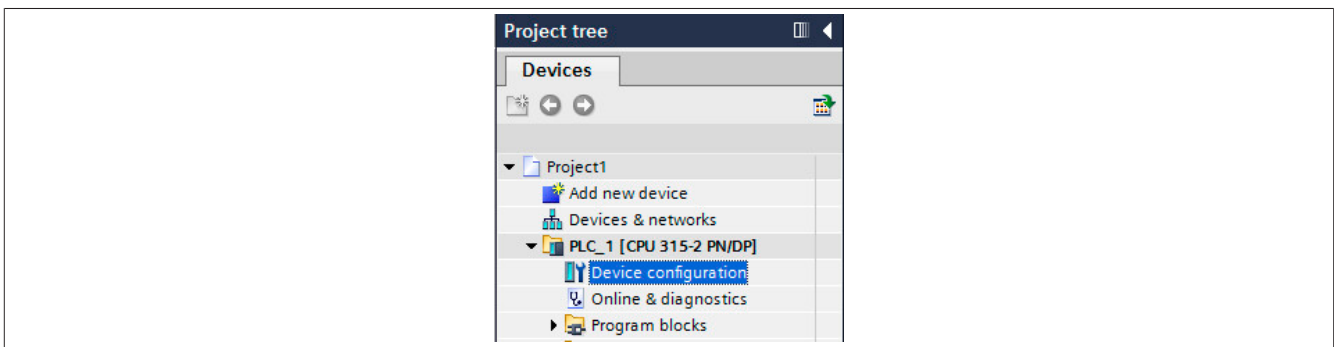 Project tree
Devices
Project1
Add new device
Devices & networks
PLC_1 [CPU 315-2 PN/DP]
Device configuration
Online & diagnostics
Program blocks